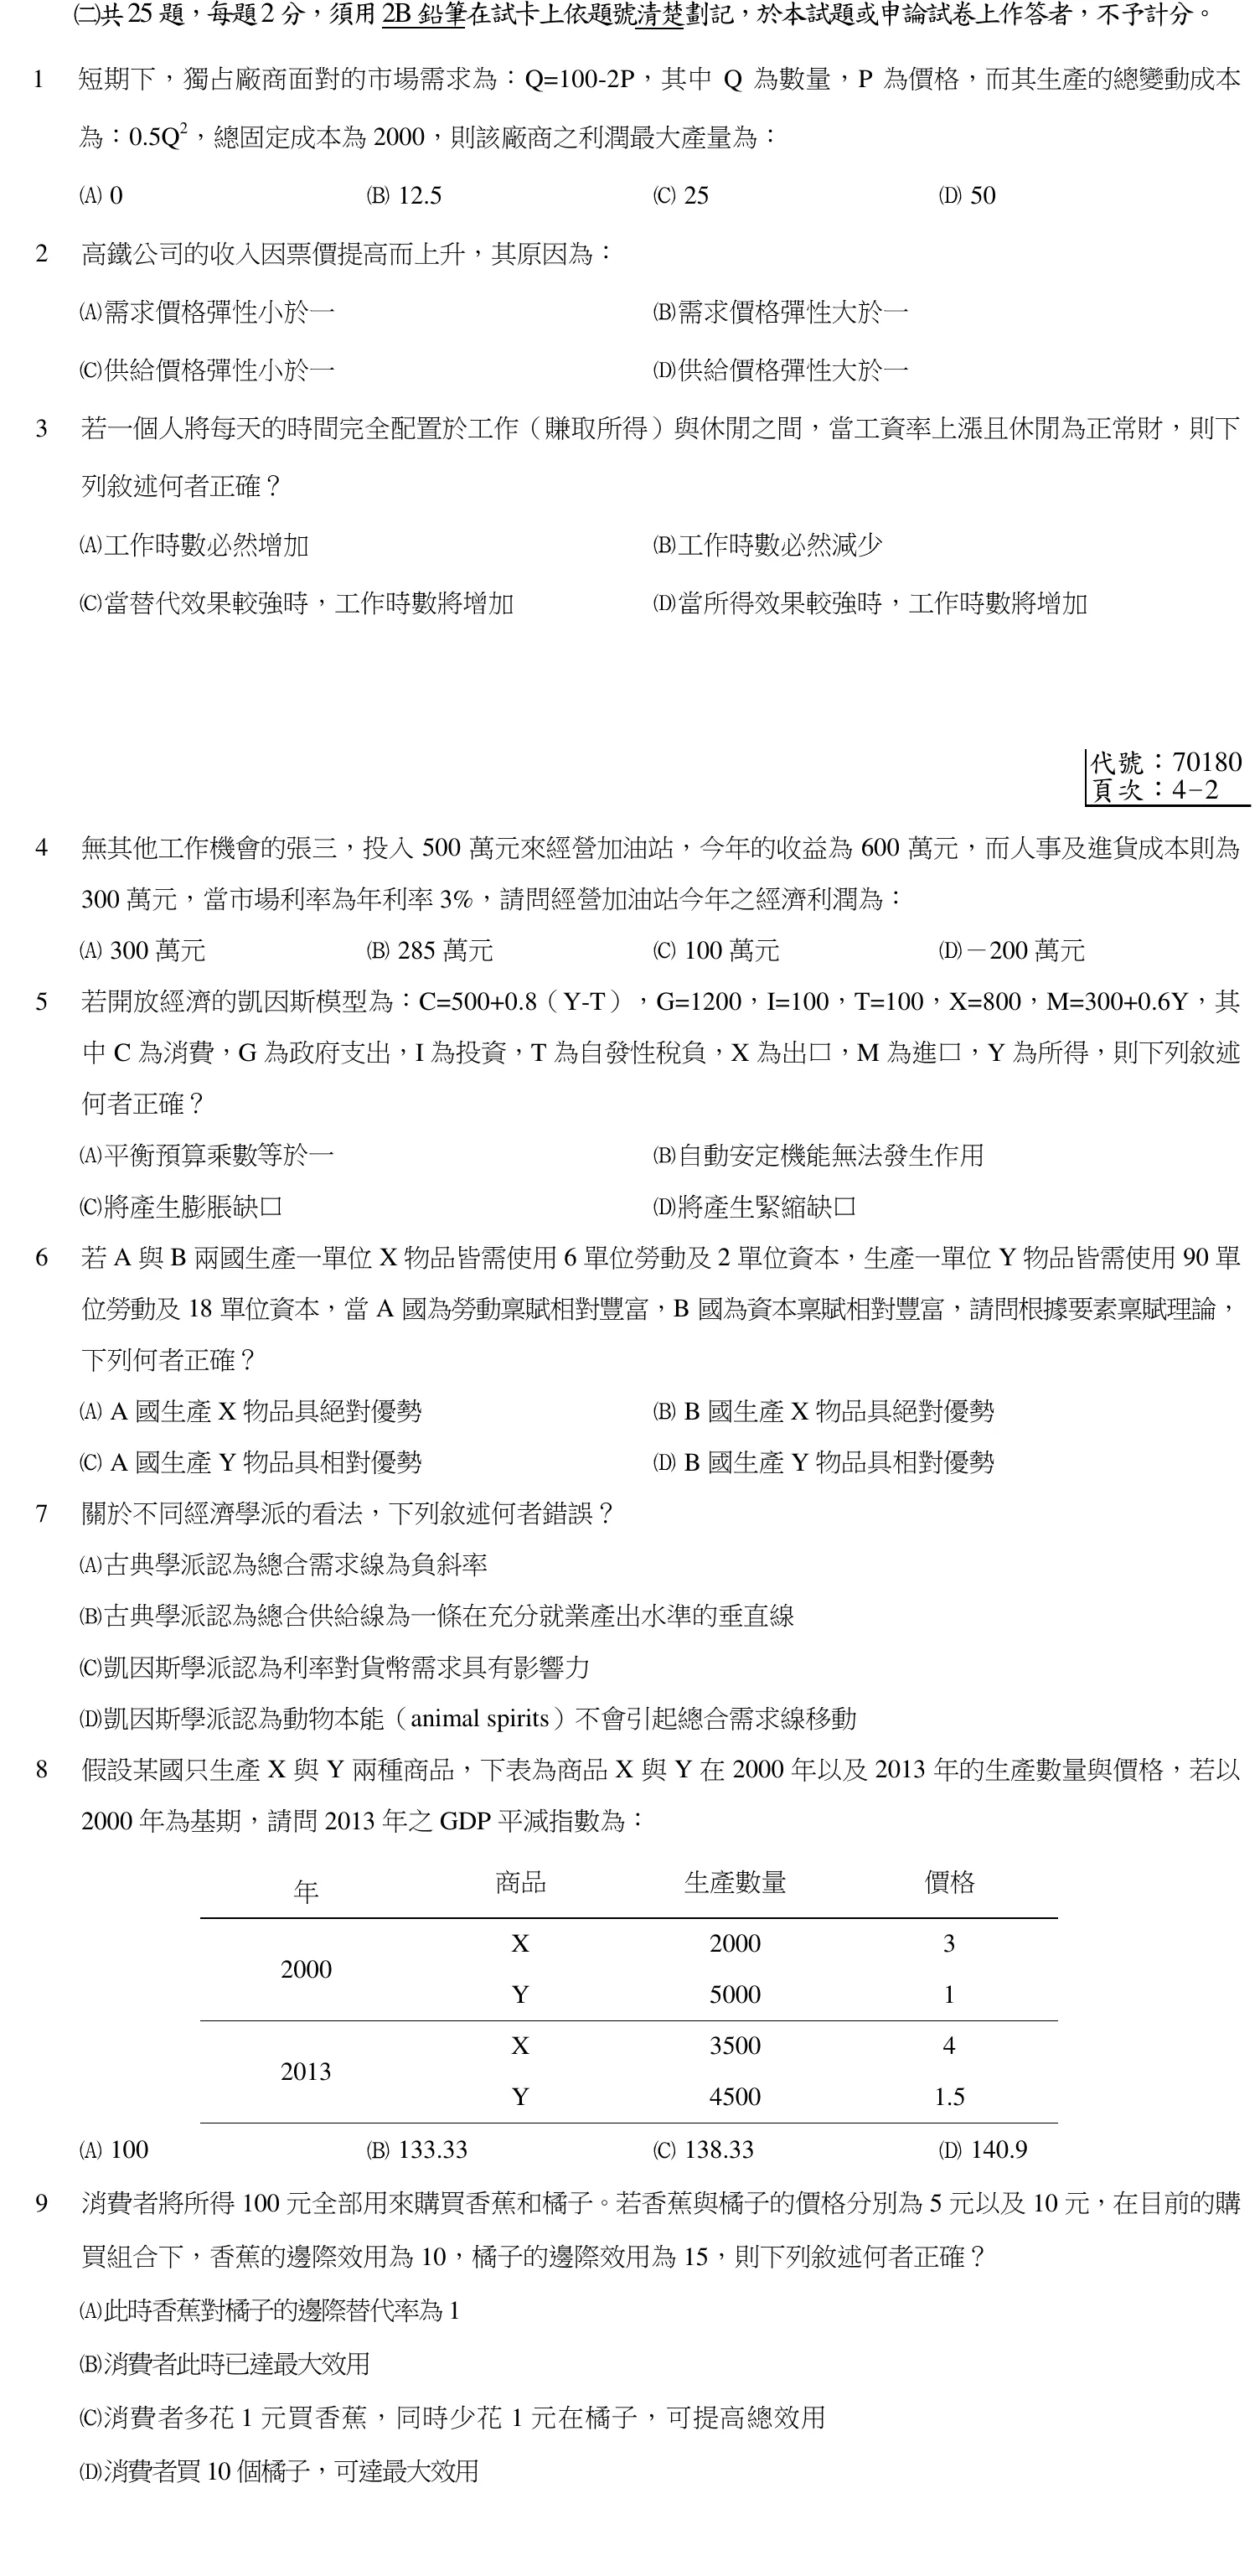 ㈡共 25 題，每題 2 分，須用 2B 鉛筆在試卡上依題號清楚劃記，於本試題或申論試卷上作答者，不予計分。
1 短期下，獨占廠商面對的市場需求為：Q=100-2P，其中 Q 為數量，P 為價格，而其生產的總變動成本
為：0.5Q²，總固定成本為 2000，則該廠商之利潤最大產量為：
(A) 0 (B) 12.5 (C) 25 (D) 50
2 高鐵公司的收入因票價提高而上升，其原因為：
(A)需求價格彈性小於一 (B)需求價格彈性大於一
(C)供給價格彈性小於一 (D)供給價格彈性大於一
3 若一個人將每天的時間完全配置於工作（賺取所得）與休閒之間，當工資率上漲且休閒為正常財，則下
列敘述何者正確？
(A)工作時數必然增加 (B)工作時數必然減少
(C)當替代效果較強時，工作時數將增加 (D)當所得效果較強時，工作時數將增加
代號：70180
頁次：4－2
4 無其他工作機會的張三，投入 500 萬元來經營加油站，今年的收益為 600 萬元，而人事及進貨成本則為
300 萬元，當市場利率為年利率 3%，請問經營加油站今年之經濟利潤為：
(A) 300 萬元 (B) 285 萬元 (C) 100 萬元 (D)－200 萬元
5 若開放經濟的凱因斯模型為：C=500+0.8（Y-T），G=1200，I=100，T=100，X=800，M=300+0.6Y，其
中 C 為消費，G 為政府支出，I 為投資，T 為自發性稅負，X 為出口，M 為進口，Y 為所得，則下列敘述
何者正確？
(A)平衡預算乘數等於一 (B)自動安定機能無法發生作用
(C)將產生膨脹缺口 (D)將產生緊縮缺口
6 若 A 與 B 兩國生產一單位 X 物品皆需使用 6 單位勞動及 2 單位資本，生產一單位 Y 物品皆需使用 90 單
位勞動及 18 單位資本，當 A 國為勞動稟賦相對豐富，B 國為資本稟賦相對豐富，請問根據要素稟賦理論，
下列何者正確？
(A) A 國生產 X 物品具絕對優勢 (B) B 國生產 X 物品具絕對優勢
(C) A 國生產 Y 物品具相對優勢 (D) B 國生產 Y 物品具相對優勢
7 關於不同經濟學派的看法，下列敘述何者錯誤？
(A)古典學派認為總合需求線為負斜率
(B)古典學派認為總合供給線為一條在充分就業產出水準的垂直線
(C)凱因斯學派認為利率對貨幣需求具有影響力
(D)凱因斯學派認為動物本能（animal spirits）不會引起總合需求線移動
8 假設某國只生產 X 與 Y 兩種商品，下表為商品 X 與 Y 在 2000 年以及 2013 年的生產數量與價格，若以
2000 年為基期，請問 2013 年之 GDP 平減指數為：
年 商品 生產數量 價格
2000 X 2000 3
Y 5000 1
2013 X 3500 4
Y 4500 1.5
(A) 100 (B) 133.33 (C) 138.33 (D) 140.9
9 消費者將所得 100 元全部用來購買香蕉和橘子。若香蕉與橘子的價格分別為 5 元以及 10 元，在目前的購
買組合下，香蕉的邊際效用為 10，橘子的邊際效用為 15，則下列敘述何者正確？
(A)此時香蕉對橘子的邊際替代率為 1
(B)消費者此時已達最大效用
(C)消費者多花 1 元買香蕉，同時少花 1 元在橘子，可提高總效用
(D)消費者買 10 個橘子，可達最大效用